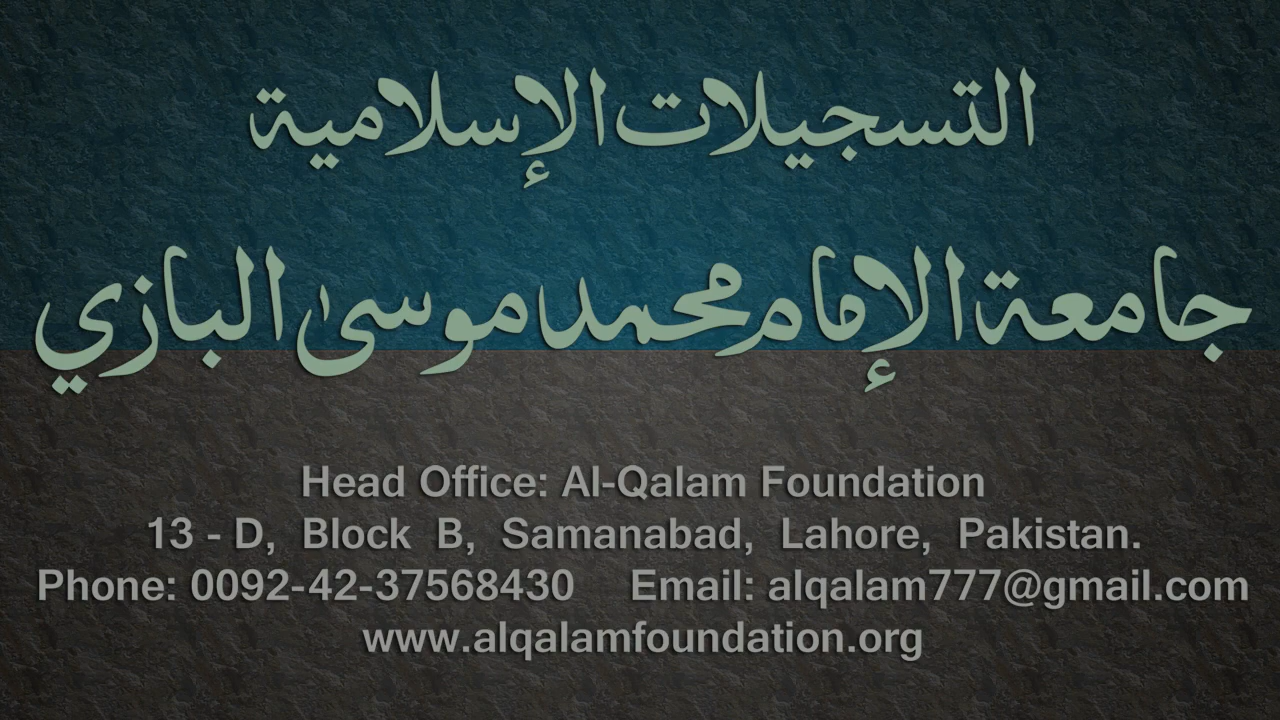 التسجيلات الإسلامية
جامعة الإمام محمد موسىٰ البازي
Head Office: Al-Qalam Foundation
13 - D, Block B, Samanabad, Lahore, Pakistan.
Phone: 0092-42-37568430 Email: alqalam777@gmail.com
www.alqalamfoundation.org